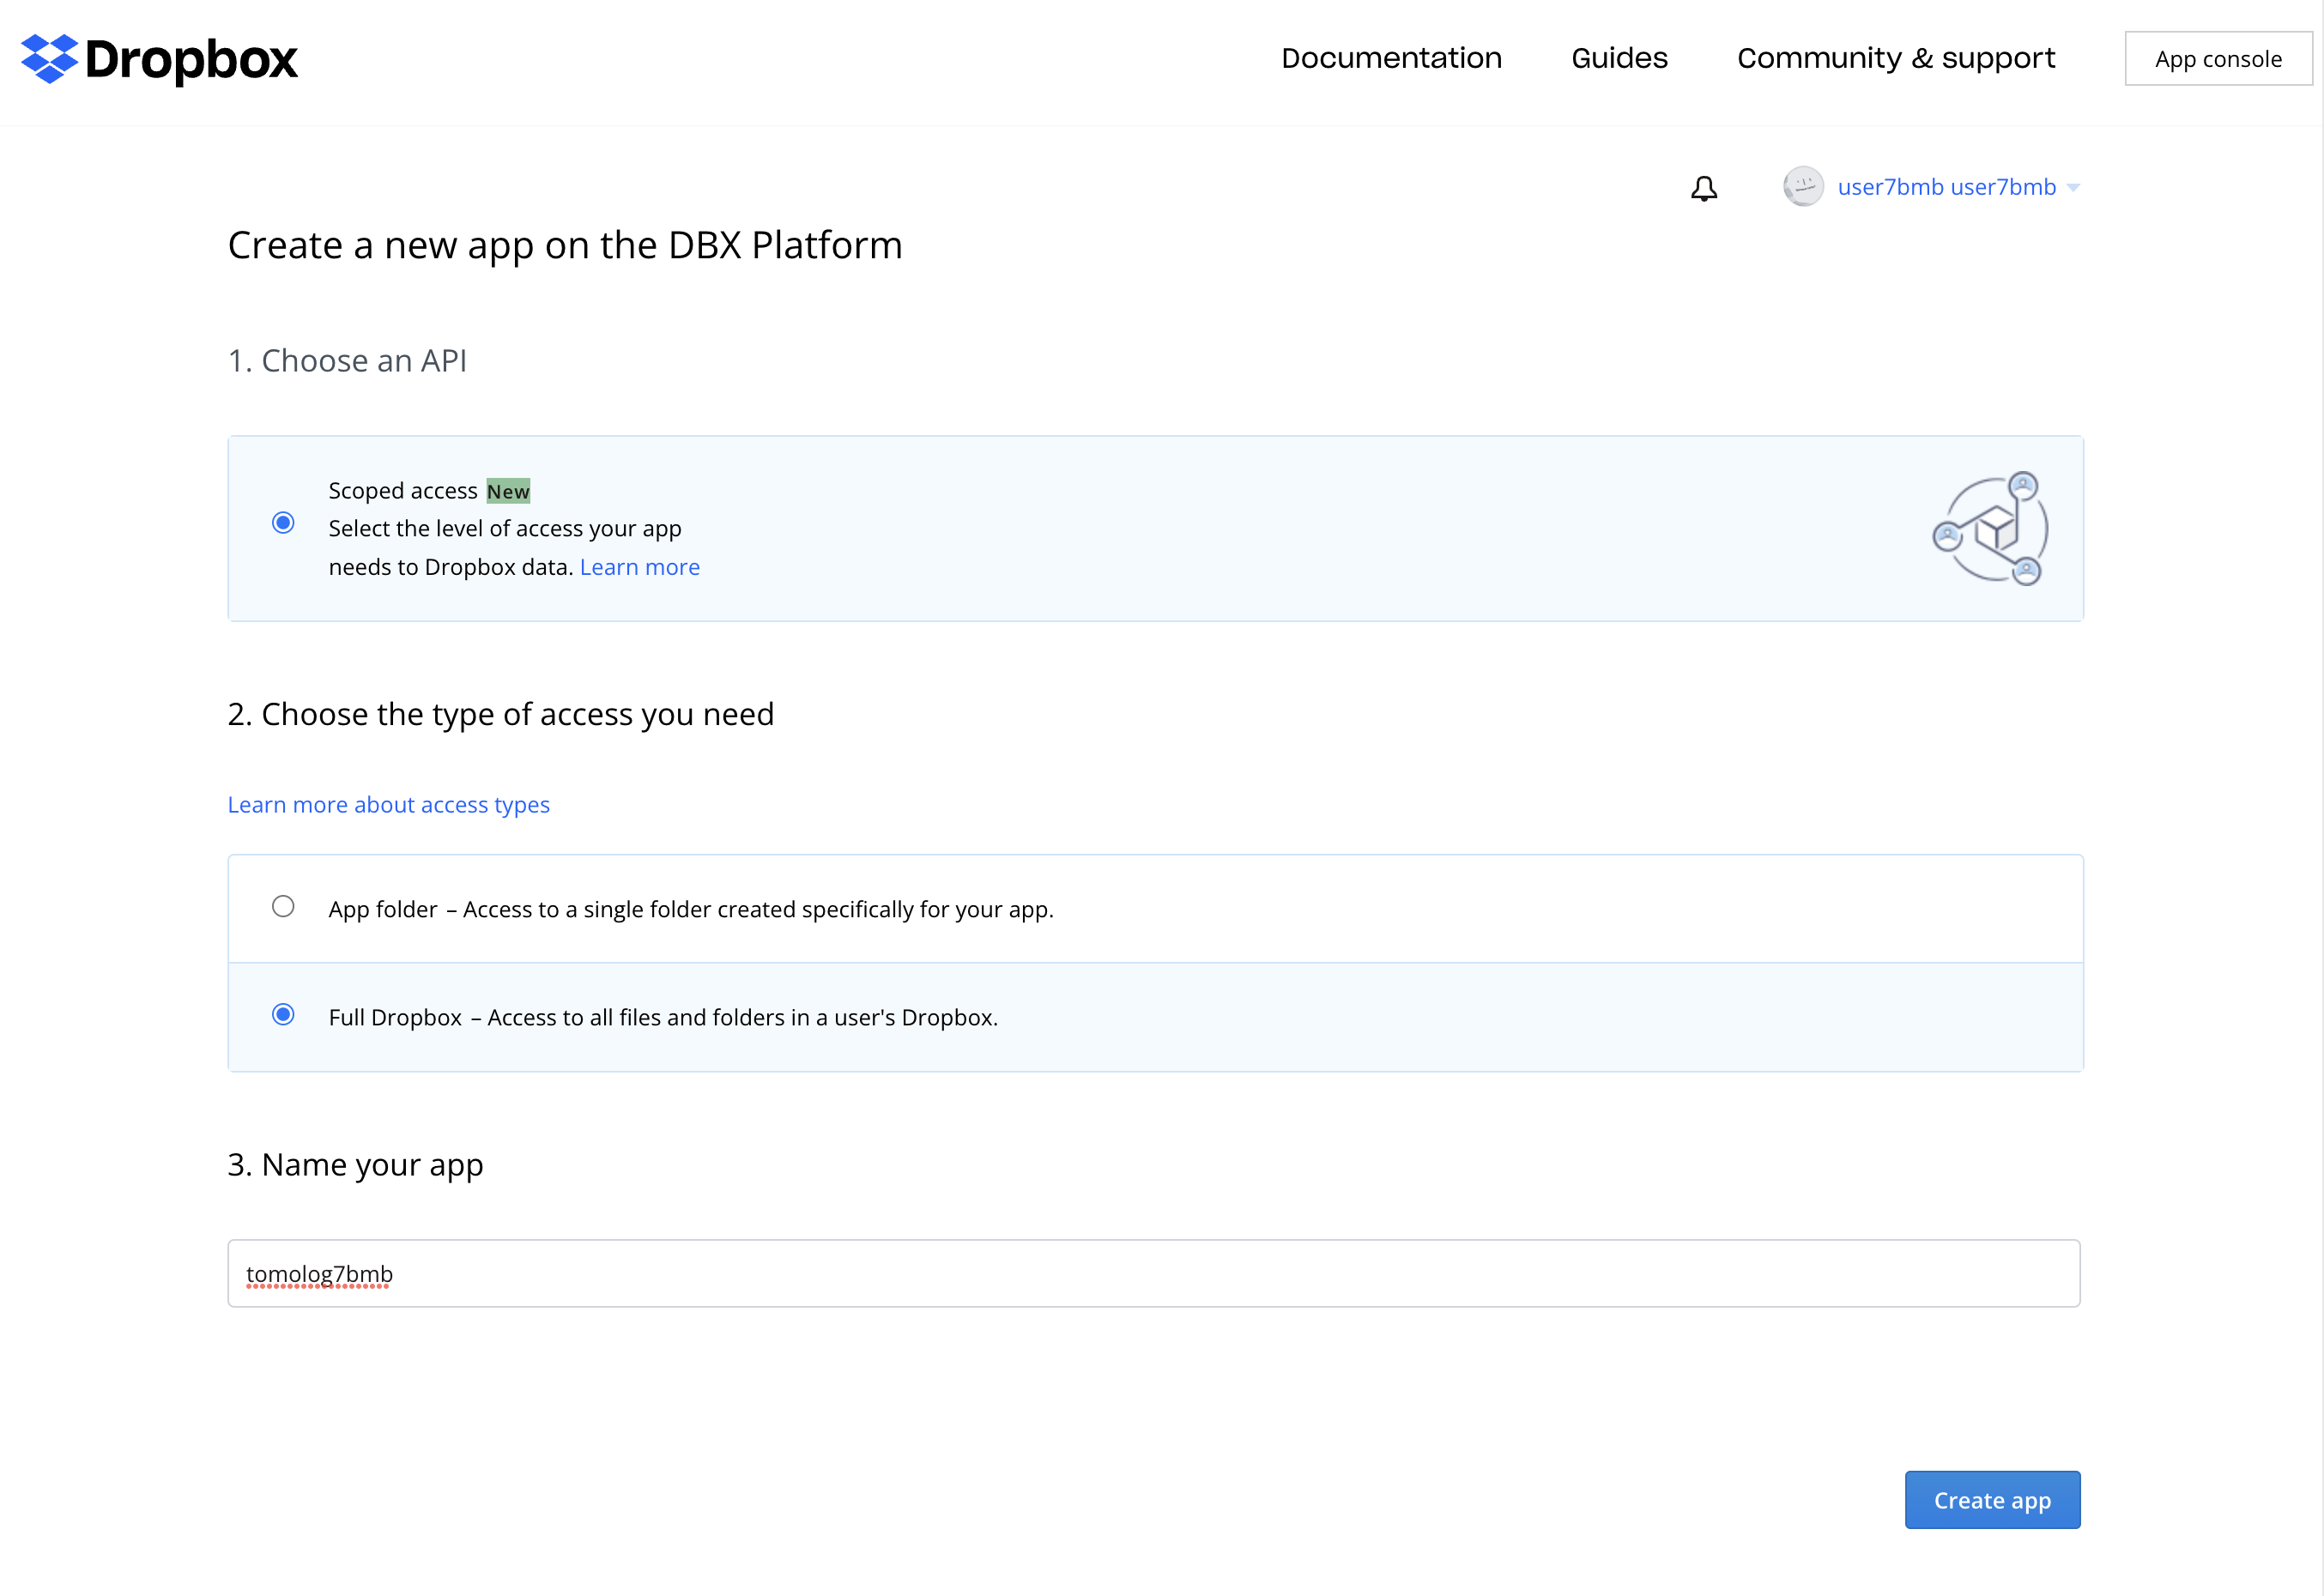 Dropbox
Documentation
Guides
Community & support
App console
user7bmb user7bmb
Create a new app on the DBX Platform
1. Choose an API
Scoped access New
Select the level of access your app
needs to Dropbox data. Learn more
2. Choose the type of access you need
Learn more about access types
App folder – Access to a single folder created specifically for your app.
Full Dropbox – Access to all files and folders in a user's Dropbox.
3. Name your app
tomolog7bmb
Create app